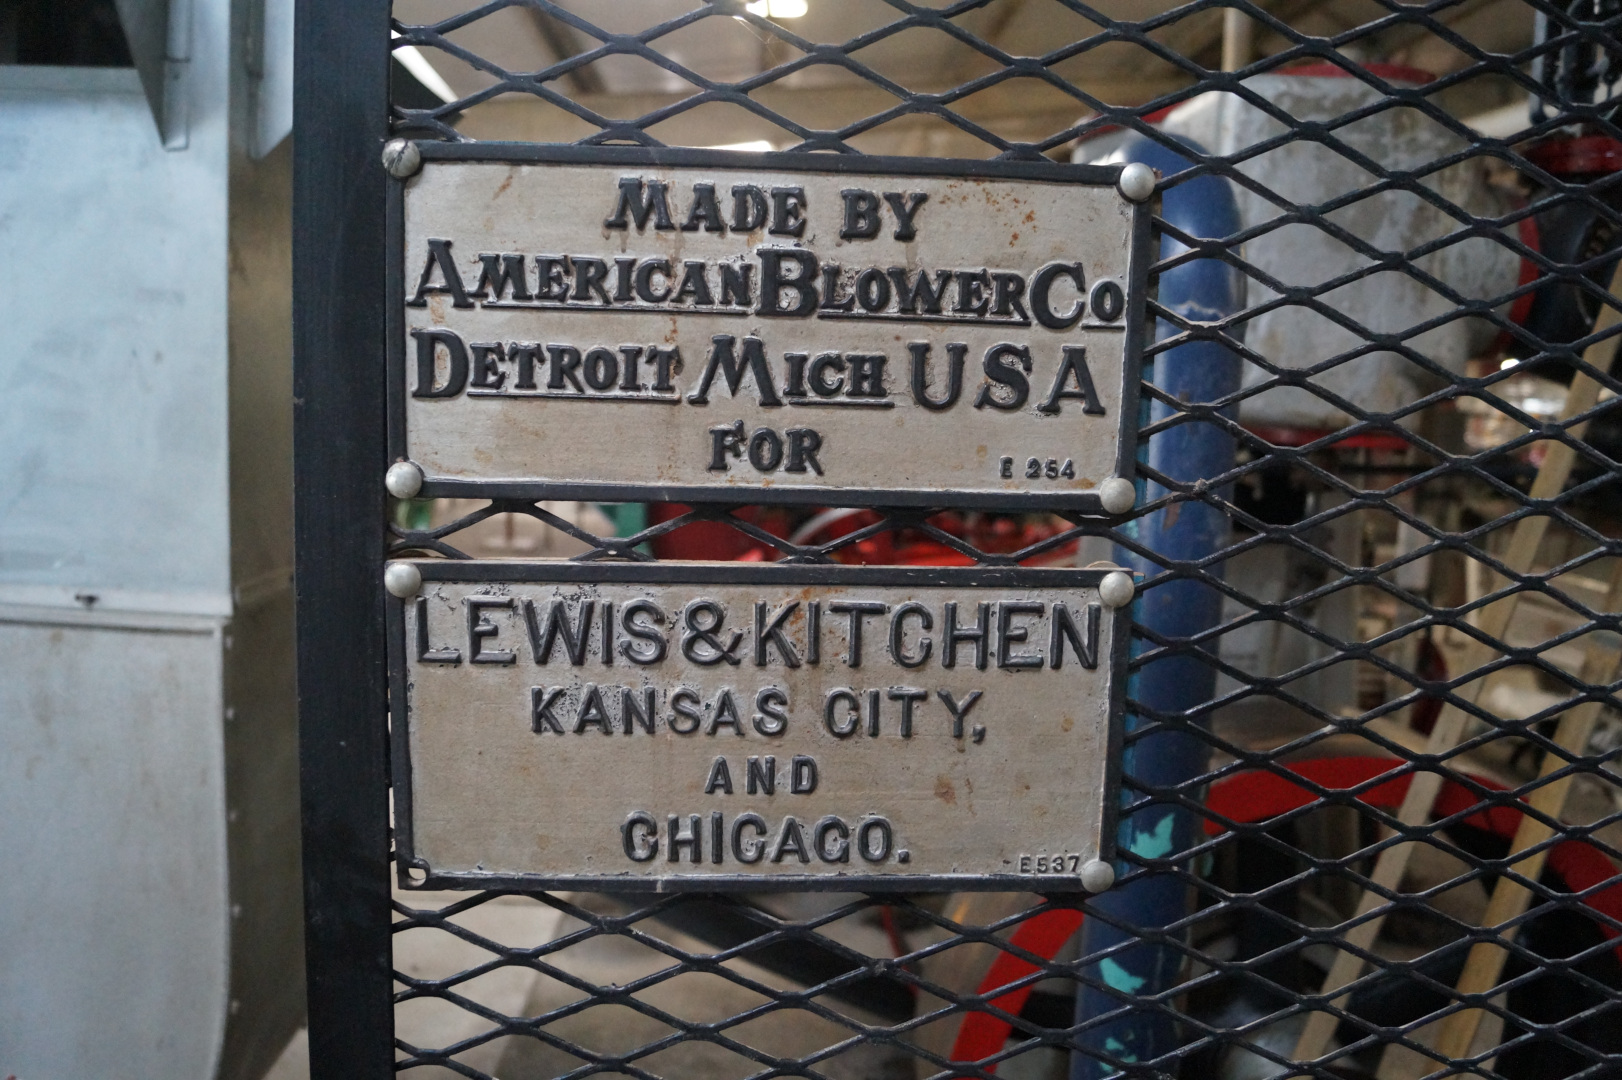 MADE BY
AMERICAN BLOWER CO
DETROIT MICH USA
FOR
E 254
LEWIS&KITCHEN
KANSAS CITY,
AND
CHICAGO.
E537